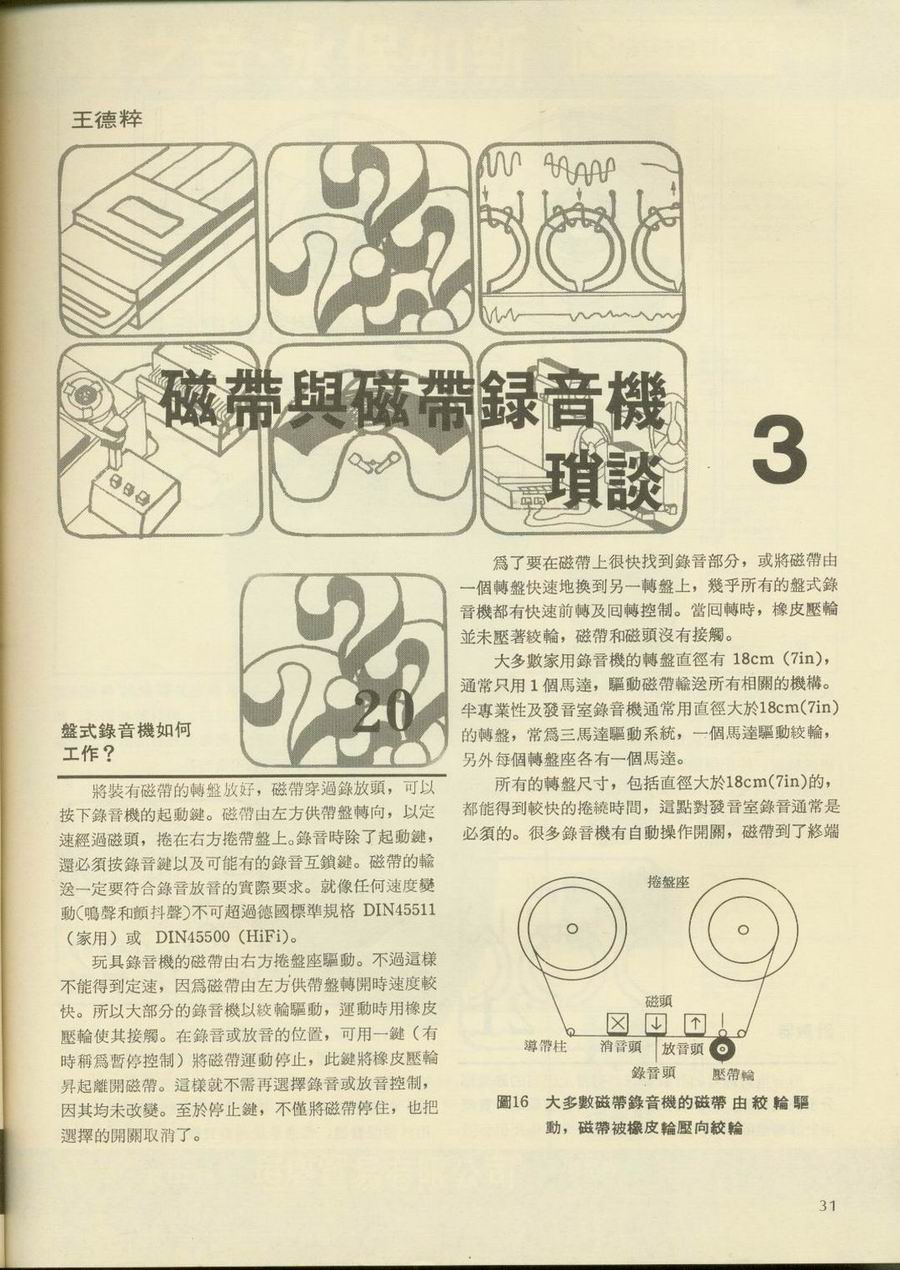 王德粹
磁帶與磁帶録音機
瑣談
3
20
盤式錄音機如何
工作？
將裝有磁帶的轉盤放好，磁帶穿過錄放頭，可以
按下錄音機的起動鍵。磁帶由左方供帶盤轉向，以定
速經過磁頭，捲在右方捲帶盤上。錄音時除了起動鍵，
還必須按錄音鍵以及可能有的錄音互鎖鍵。磁帶的輸
送一定要符合錄音放音的實際要求。就像任何速度變
動(鳴聲和顫抖聲)不可超過德國標準規格 DIN45511
（家用）或 DIN45500 (HiFi)。
玩具錄音機的磁帶由右方捲盤座驅動。不過這樣
不能得到定速，因爲磁帶由左方供帶盤轉開時速度較
快。所以大部分的錄音機以絞輪驅動，運動時用橡皮
壓輪使其接觸。在錄音或放音的位置，可用一鍵（有
時稱爲暫停控制）將磁帶運動停止，此鍵將橡皮壓輪
昇起離開磁帶。這樣就不需再選擇錄音或放音控制，
因其均未改變。至於停止鍵，不僅將磁帶停住，也把
選擇的開關取消了。
爲了要在磁帶上很快找到錄音部分，或將磁帶由
一個轉盤快速地換到另一轉盤上，幾乎所有的盤式錄
音機都有快速前轉及回轉控制。當回轉時，橡皮壓輪
並未壓著絞輪，磁帶和磁頭沒有接觸。
大多數家用錄音機的轉盤直徑有 18cm (7in)，
通常只用1個馬達，驅動磁帶輸送所有相關的機構。
半專業性及發音室錄音機通常用直徑大於18cm(7in)
的轉盤，常爲三馬達驅動系統，一個馬達驅動絞輪，
另外每個轉盤座各有一個馬達。
所有的轉盤尺寸，包括直徑大於18cm(7in)的，
都能得到較快的捲繞時間，這點對發音室錄音通常是
必須的。很多錄音機有自動操作開關，磁帶到了終端
捲盤座
磁頭
導帶柱 消音頭 放音頭
錄音頭 壓帶輪
圖16 大多數磁帶錄音機的磁帶由絞輪驅
動，磁帶被橡皮輪壓向絞輪
31